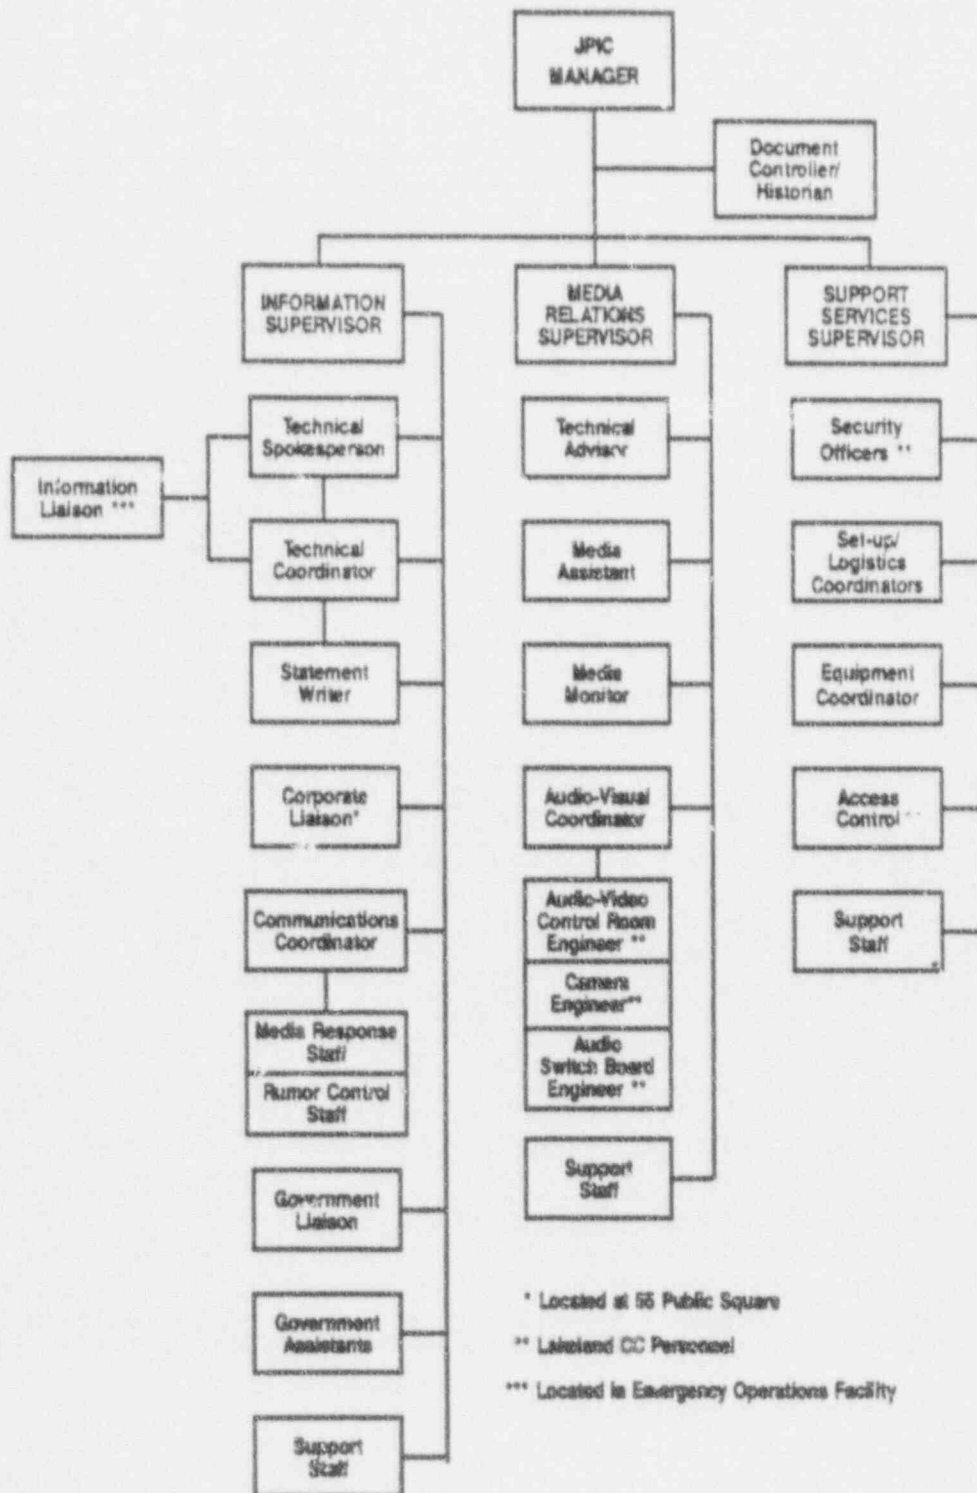 JPIC
MANAGER
Document
Controller/
Historian
INFORMATION
SUPERVISOR
MEDIA
RELATIONS
SUPERVISOR
SUPPORT
SERVICES
SUPERVISOR
Technical
Spokesperson
Information
Liaison ***
Technical
Coordinator
Statement
Writer
Corporate
Liaison*
Communications
Coordinator
Media Response
Staff
Rumor Control
Staff
Government
Liaison
Government
Assistants
Support
Staff
Technical
Advisor
Media
Assistant
Media
Monitor
Audio-Visual
Coordinator
Audio-Video
Control Room
Engineer **
Camera
Engineer**
Audio
Switch Board
Engineer **
Support
Staff
Security
Officers **
Set-up/
Logistics
Coordinators
Equipment
Coordinator
Access
Control
Support
Staff
* Located at 55 Public Square
** Lakeland CC Personnel
*** Located in Emergency Operations Facility